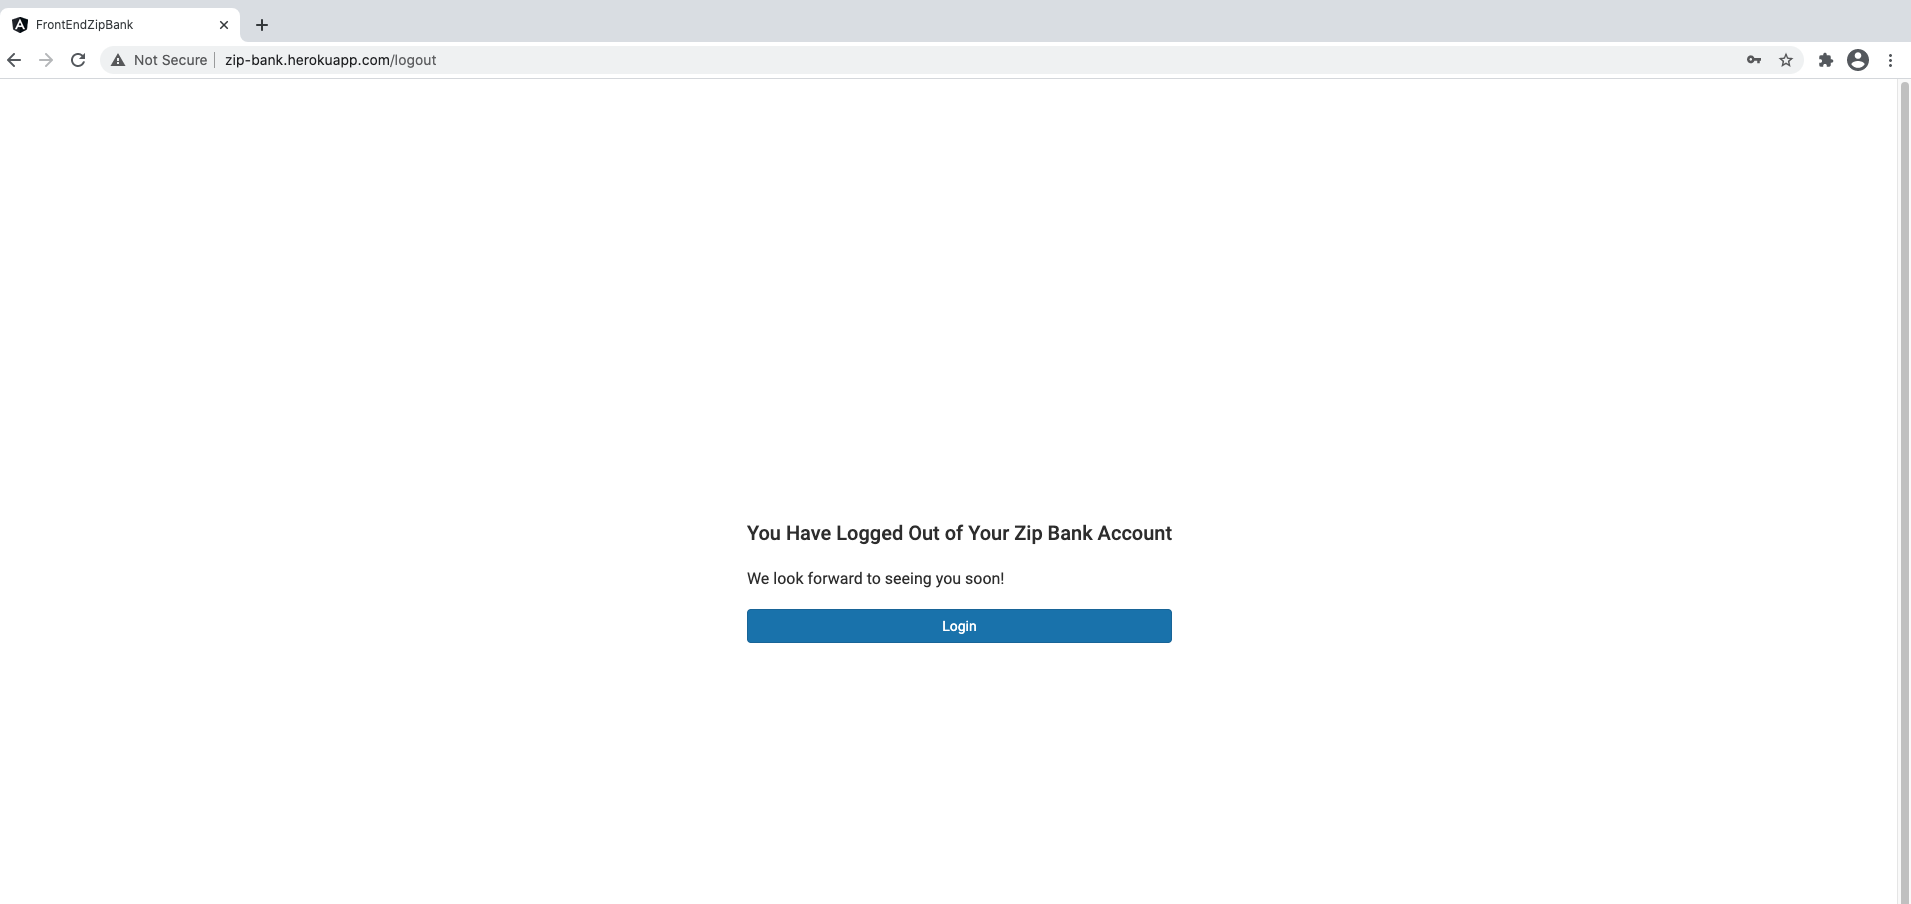 FrontEndZipBank
Not Secure zip-bank.herokuapp.com/logout
You Have Logged Out of Your Zip Bank Account
We look forward to seeing you soon!
Login